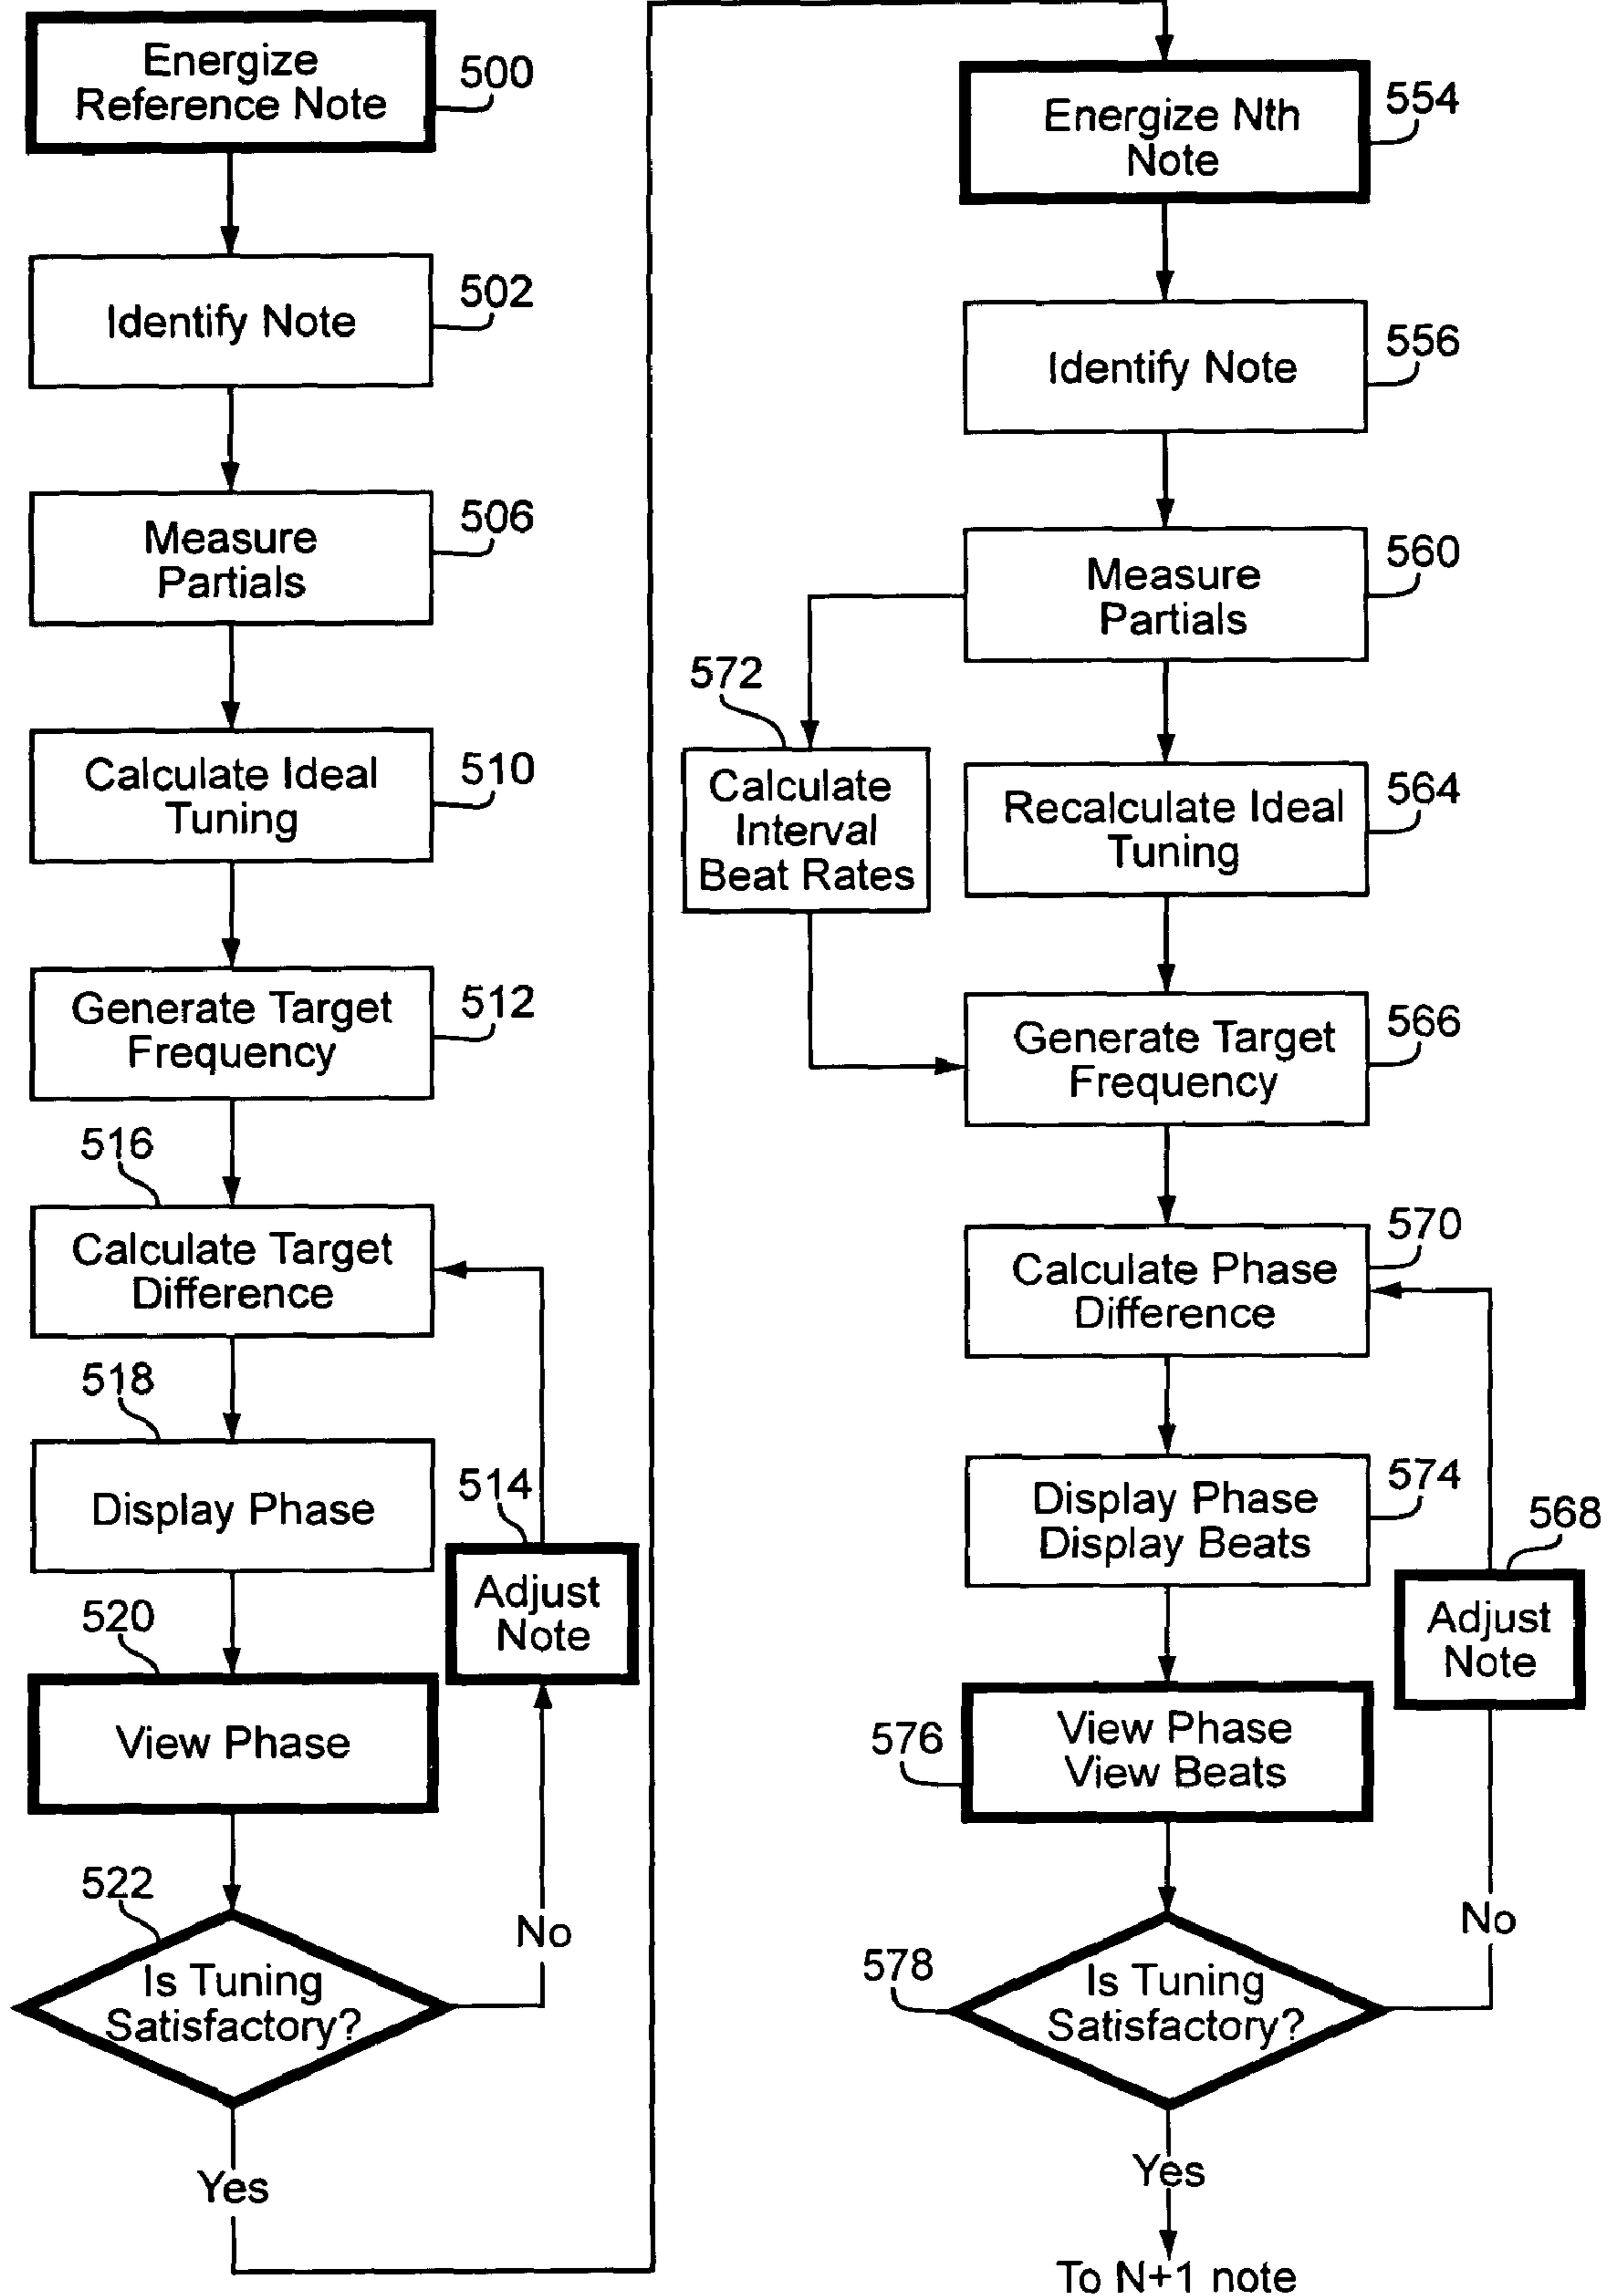 Energize
Reference Note
500
Identify Note
502
Measure
Partials
506
Calculate Ideal
Tuning
510
Generate Target
Frequency
512
516
Calculate Target
Difference
518
Display Phase
514
Adjust
Note
520
View Phase
522
Is Tuning
Satisfactory?
No
Yes
Energize Nth
Note
554
Identify Note
556
Measure
Partials
560
572
Calculate
Interval
Beat Rates
Recalculate Ideal
Tuning
564
Generate Target
Frequency
566
Calculate Phase
Difference
570
Display Phase
Display Beats
574
568
Adjust
Note
View Phase
View Beats
576
578
Is Tuning
Satisfactory?
No
Yes
To N+1 note